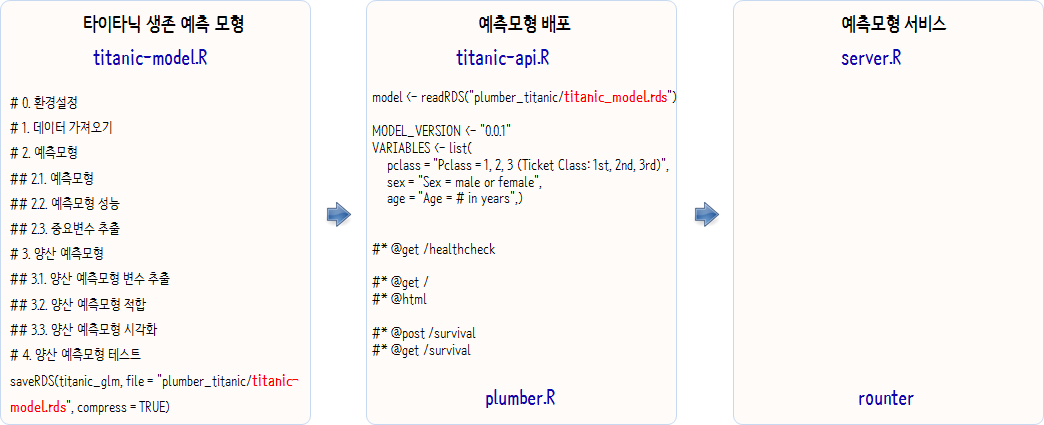 타이타닉 생존 예측 모형
titanic-model.R
# 0. 환경설정
# 1. 데이터 가져오기
# 2. 예측모형
## 2.1. 예측모형
## 2.2. 예측모형 성능
## 2.3. 중요변수 추출
# 3. 양산 예측모형
## 3.1. 양산 예측모형 변수 추출
## 3.2. 양산 예측모형 적합
## 3.3. 양산 예측모형 시각화
# 4. 양산 예측모형 테스트
saveRDS(titanic_glm, file = "plumber_titanic/titanic-
model.rds", compress = TRUE)
예측모형 배포
titanic-api.R
model <- readRDS("plumber_titanic/titanic_model.rds")
MODEL_VERSION <- "0.0.1"
VARIABLES <- list(
pclass = "Pclass = 1, 2, 3 (Ticket Class: 1st, 2nd, 3rd)",
sex = "Sex = male or female",
age = "Age = # in years",)
#* @get /healthcheck
#* @get /
#* @html
#* @post /survival
#* @get /survival
plumber.R
예측모형 서비스
server.R
rounter